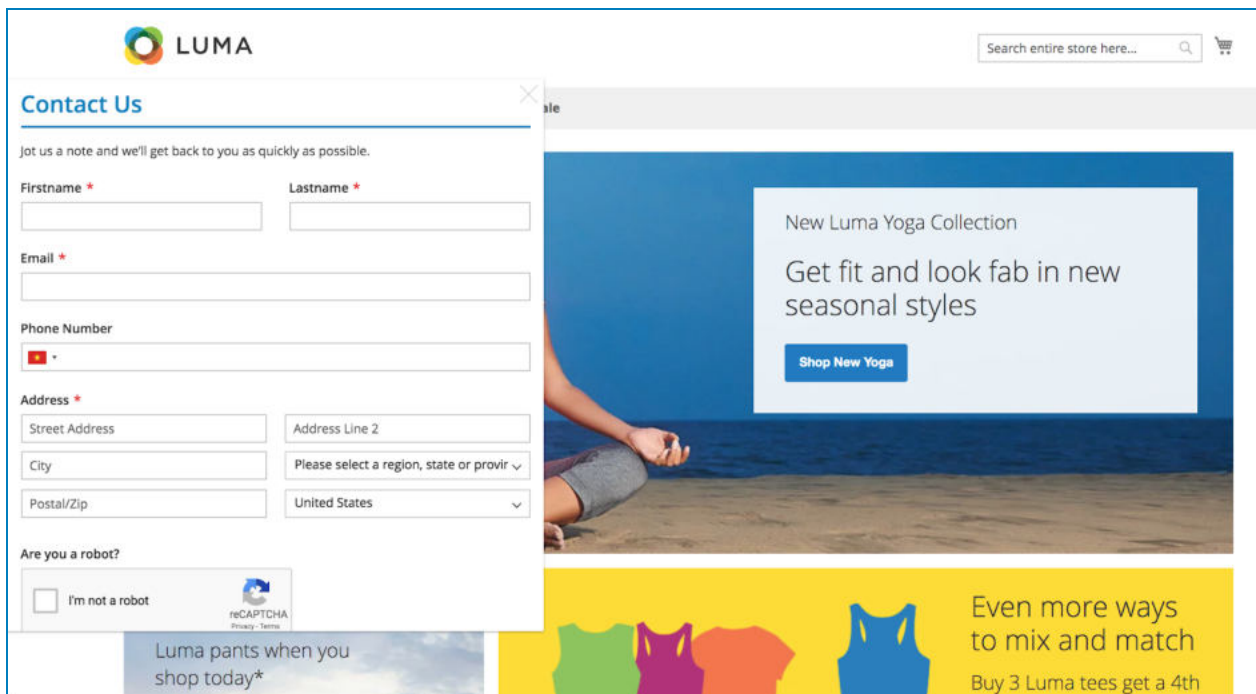 LUMA
Search entire store here...
Contact Us
ale
Jot us a note and we'll get back to you as quickly as possible.
Firstname *
Lastname *
Email *
Phone Number
Address *
Street Address
Address Line 2
City
Please select a region, state or provir
Postal/Zip
United States
Are you a robot?
I'm not a robot
reCAPTCHA
Privacy - Terms
New Luma Yoga Collection
Get fit and look fab in new
seasonal styles
Shop New Yoga
Luma pants when you
shop today*
Even more ways
to mix and match
Buy 3 Luma tees get a 4th